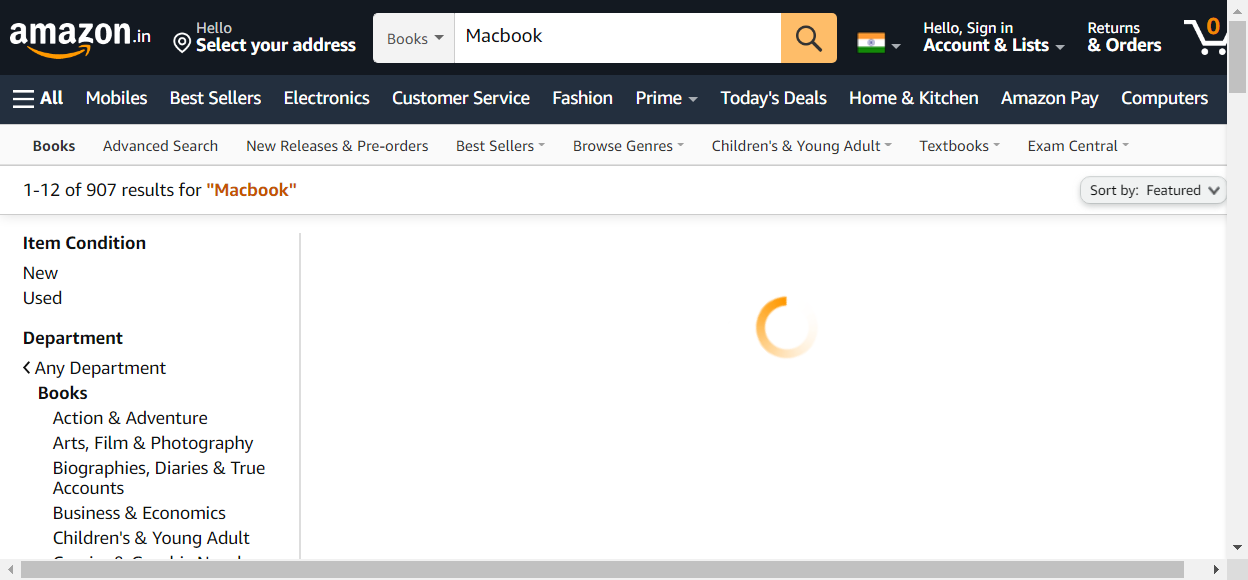 amazon.in
Hello
Select your address
Books
Macbook
Hello, Sign in
Account & Lists
Returns
& Orders
0
All
Mobiles
Best Sellers
Electronics
Customer Service
Fashion
Prime
Today's Deals
Home & Kitchen
Amazon Pay
Computers
Books
Advanced Search
New Releases & Pre-orders
Best Sellers
Browse Genres
Children's & Young Adult
Textbooks
Exam Central
1-12 of 907 results for "Macbook"
Sort by: Featured
Item Condition
New
Used
Department
Any Department
Books
Action & Adventure
Arts, Film & Photography
Biographies, Diaries & True
Accounts
Business & Economics
Children's & Young Adult